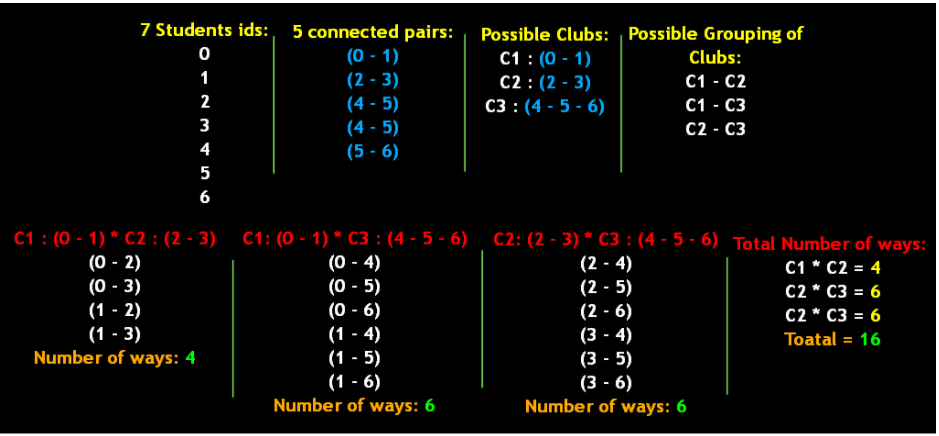 7 Students ids:
0
1
2
3
4
5
6
5 connected pairs:
(0 - 1)
(2 - 3)
(4 - 5)
(4 - 5)
(5 - 6)
Possible Clubs:
C1 : (0 - 1)
C2 : (2 - 3)
C3 : (4 - 5 - 6)
Possible Grouping of
Clubs:
C1 - C2
C1 - C3
C2 - C3
C1 : (0 - 1) * C2 : (2 - 3)
(0 - 2)
(0 - 3)
(1 - 2)
(1 - 3)
Number of ways: 4
C1: (0 - 1) * C3 : (4 - 5 - 6)
(0 - 4)
(0 - 5)
(0 - 6)
(1 - 4)
(1 - 5)
(1 - 6)
Number of ways: 6
C2: (2 - 3) * C3 : (4 - 5 - 6)
(2 - 4)
(2 - 5)
(2 - 6)
(3 - 4)
(3 - 5)
(3 - 6)
Number of ways: 6
Total Number of ways:
C1 * C2 = 4
C2 * C3 = 6
C2 * C3 = 6
Toatal = 16